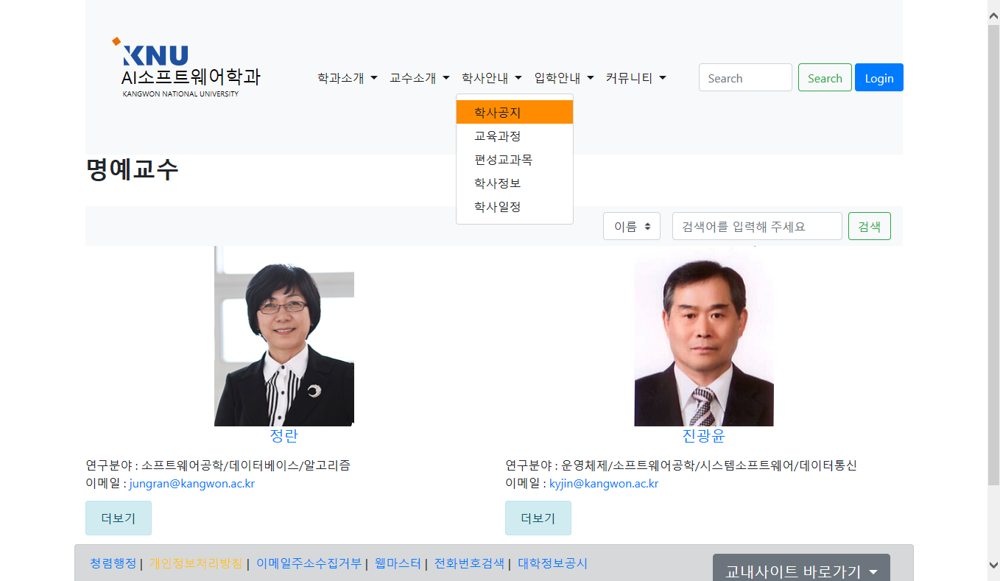 KNU
AI소프트웨어학과
KANGWON NATIONAL UNIVERSITY
학과소개 교수소개 학사안내 입학안내 커뮤니티 Search Search Login
학사공지
교육과정
편성교과목
학사정보
학사일정
명예교수
이름 검색어를 입력해 주세요 검색
정란
연구분야 : 소프트웨어공학/데이터베이스/알고리즘
이메일 : jungran@kangwon.ac.kr
더보기
진광윤
연구분야 : 운영체제/소프트웨어공학/시스템소프트웨어/데이터통신
이메일 : kyjin@kangwon.ac.kr
더보기
청렴행정 | 개인정보처리방침 | 이메일주소수집거부 | 웹마스터 | 전화번호검색 | 대학정보공시
교내사이트 바로가기